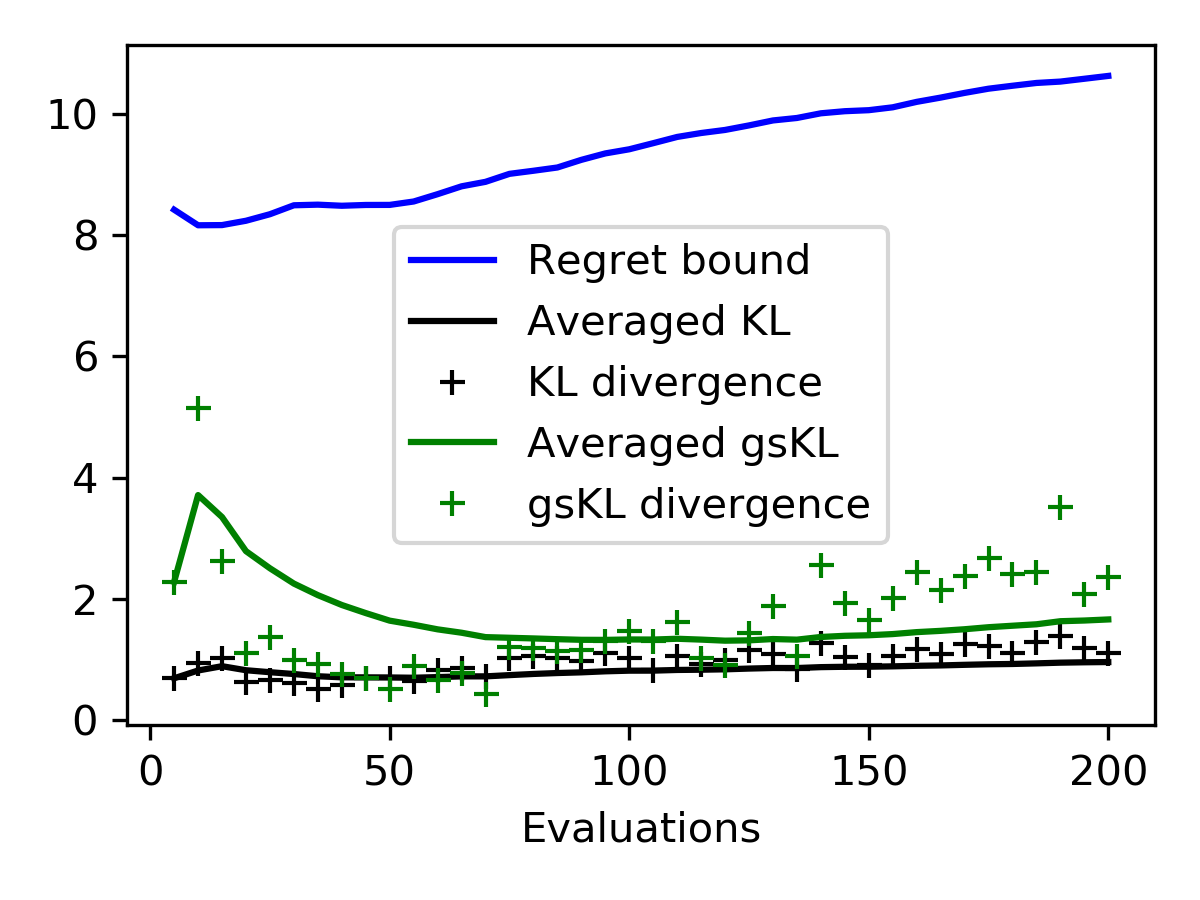 10
8
6
4
2
0
Regret bound
Averaged KL
KL divergence
Averaged gsKL
gsKL divergence
0 50 100 150 200
Evaluations